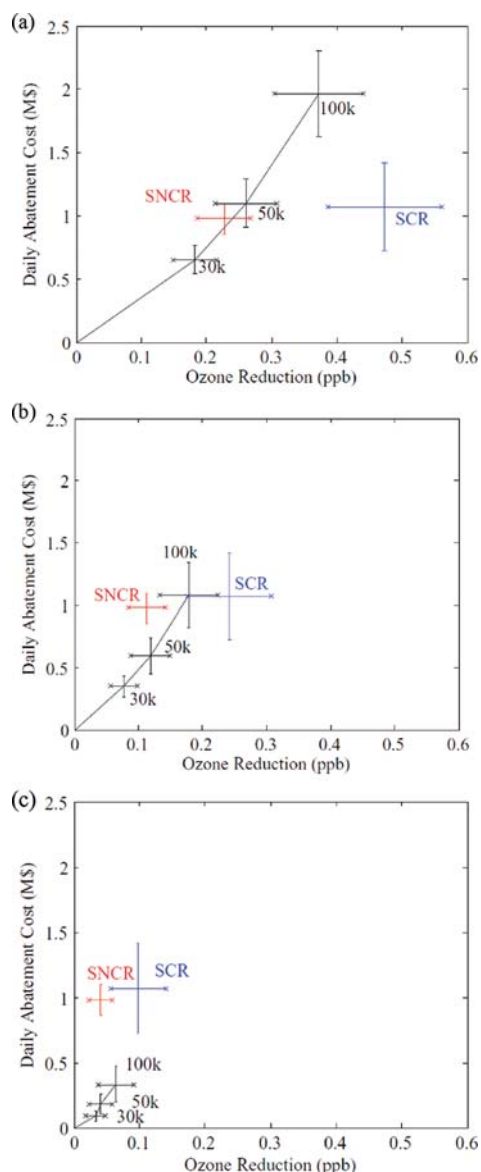 (a)
2.5
2
1.5
1
0.5
0
Daily Abatement Cost (M$)
100k
SNCR
50k
SCR
30k
0 0.1 0.2 0.3 0.4 0.5 0.6
Ozone Reduction (ppb)
(b)
2.5
2
1.5
1
0.5
0
Daily Abatement Cost (M$)
100k
SNCR
SCR
50k
30k
0 0.1 0.2 0.3 0.4 0.5 0.6
Ozone Reduction (ppb)
(c)
2.5
2
1.5
1
0.5
0
Daily Abatement Cost (M$)
SNCR
SCR
100k
50k
30k
0 0.1 0.2 0.3 0.4 0.5 0.6
Ozone Reduction (ppb)